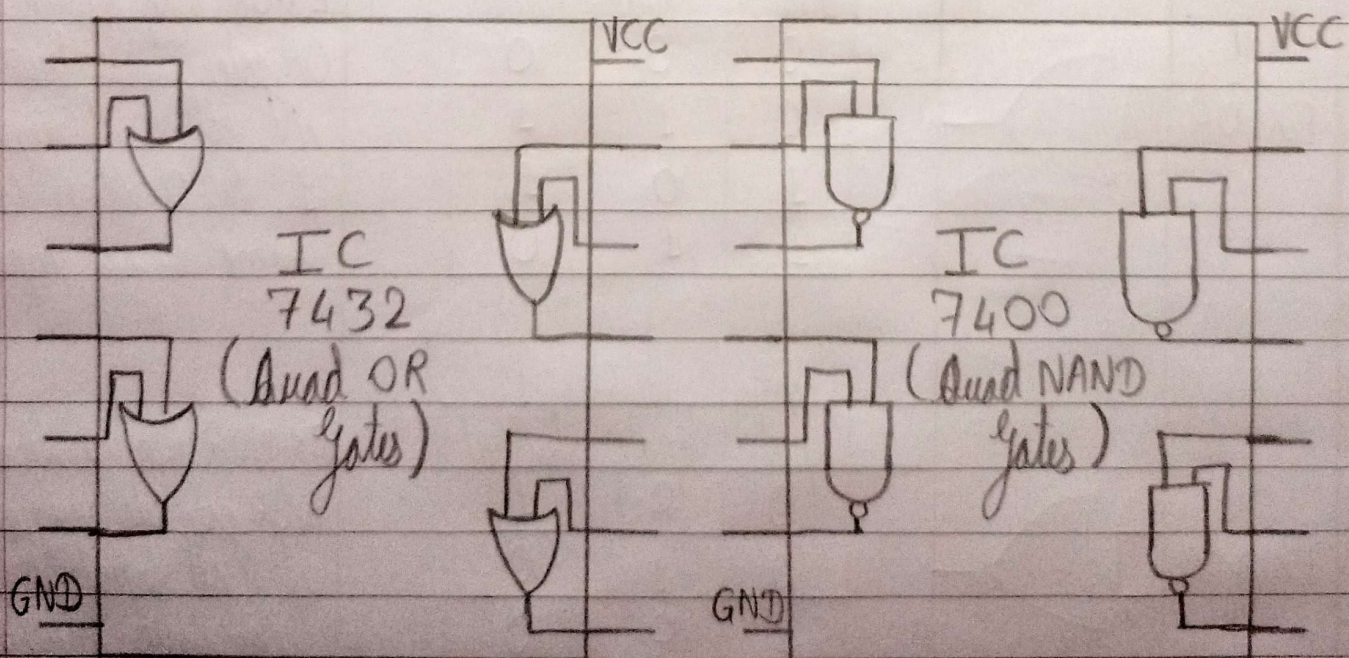 VCC
IC
7432
(Quad OR
gates)
GND
VCC
IC
7400
(Quad NAND
gates)
GND